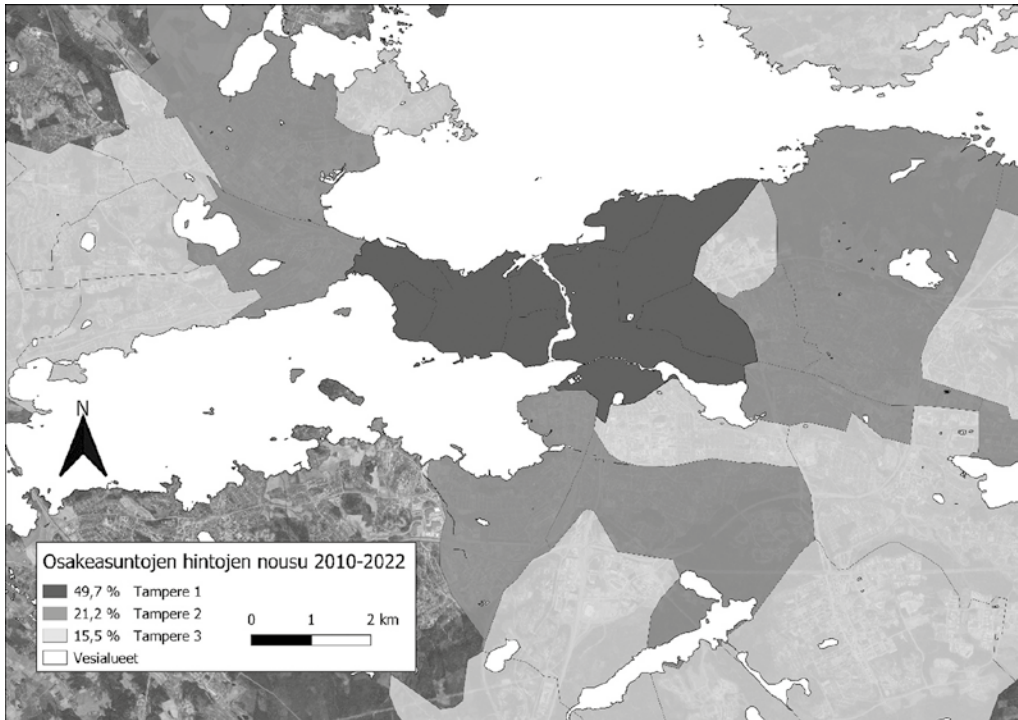 N
Osakeasuntojen hintojen nousu 2010-2022
49,7 % Tampere 1
21,2 % Tampere 2
15,5 % Tampere 3
Vesialueet
0 1 2 km